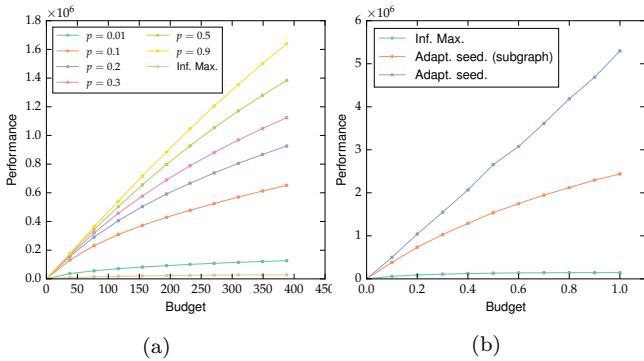 1.8 ×10⁶
1.6
1.4
1.2
1.0
0.8
0.6
0.4
0.2
0.0
Performance
0 50 100 150 200 250 300 350 400 450
Budget
p = 0.01
p = 0.1
p = 0.2
p = 0.3
p = 0.5
p = 0.9
Inf. Max.
(a)
6 ×10⁶
5
4
3
2
1
0
Performance
0.0 0.2 0.4 0.6 0.8 1.0
Budget
Inf. Max.
Adapt. seed. (subgraph)
Adapt. seed.
(b)